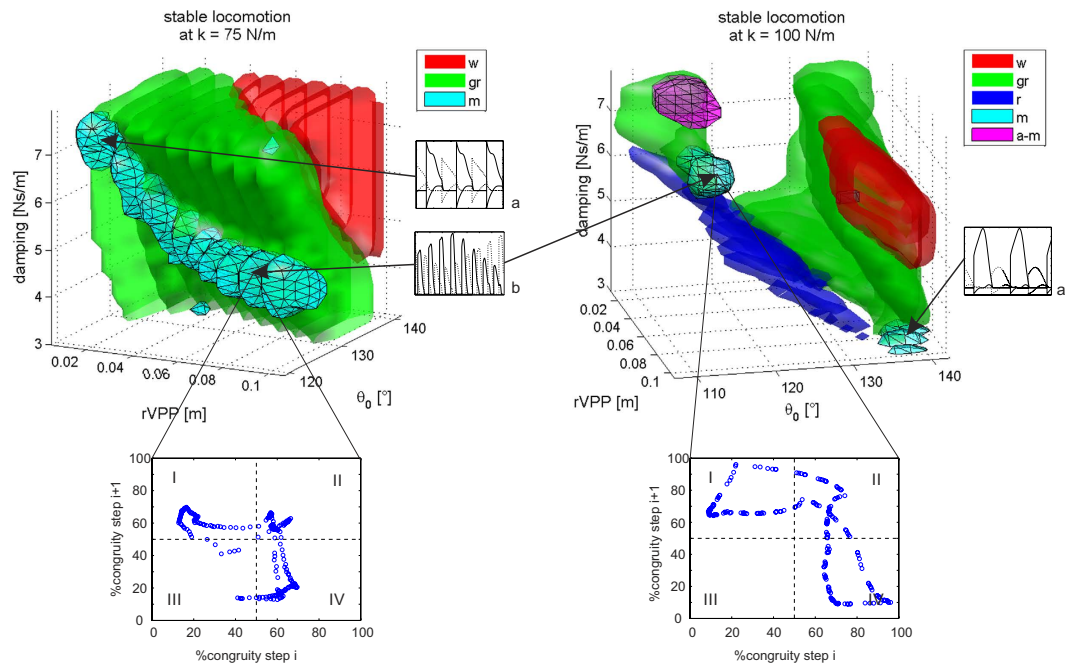 stable locomotion
at k = 75 N/m
w
gr
m
damping [Ns/m]
7
6
5
4
3
0.02
0.04
0.06
0.08
0.1
rVPP [m]
120
130
140
θ0 [°]
a
b
stable locomotion
at k = 100 N/m
w
gr
r
m
a-m
damping [Ns/m]
7
6
5
4
3
0.02
0.04
0.06
0.08
0.1
rVPP [m]
110
120
130
140
θ0 [°]
a
%congruity step i+1
100
80
60
40
20
0
I
II
III
IV
0
20
40
60
80
100
%congruity step i
%congruity step i+1
100
80
60
40
20
0
I
II
III
IV
0
20
40
60
80
100
%congruity step i